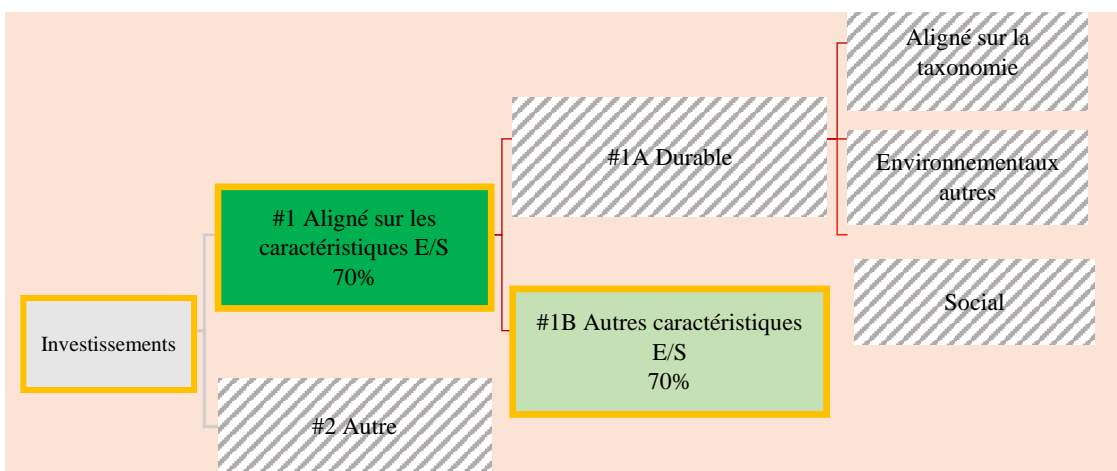 Investissements
#1 Aligné sur les
caractéristiques E/S
70%
#2 Autre
#1A Durable
#1B Autres caractéristiques
E/S
70%
Aligné sur la
taxonomie
Environnementaux
autres
Social